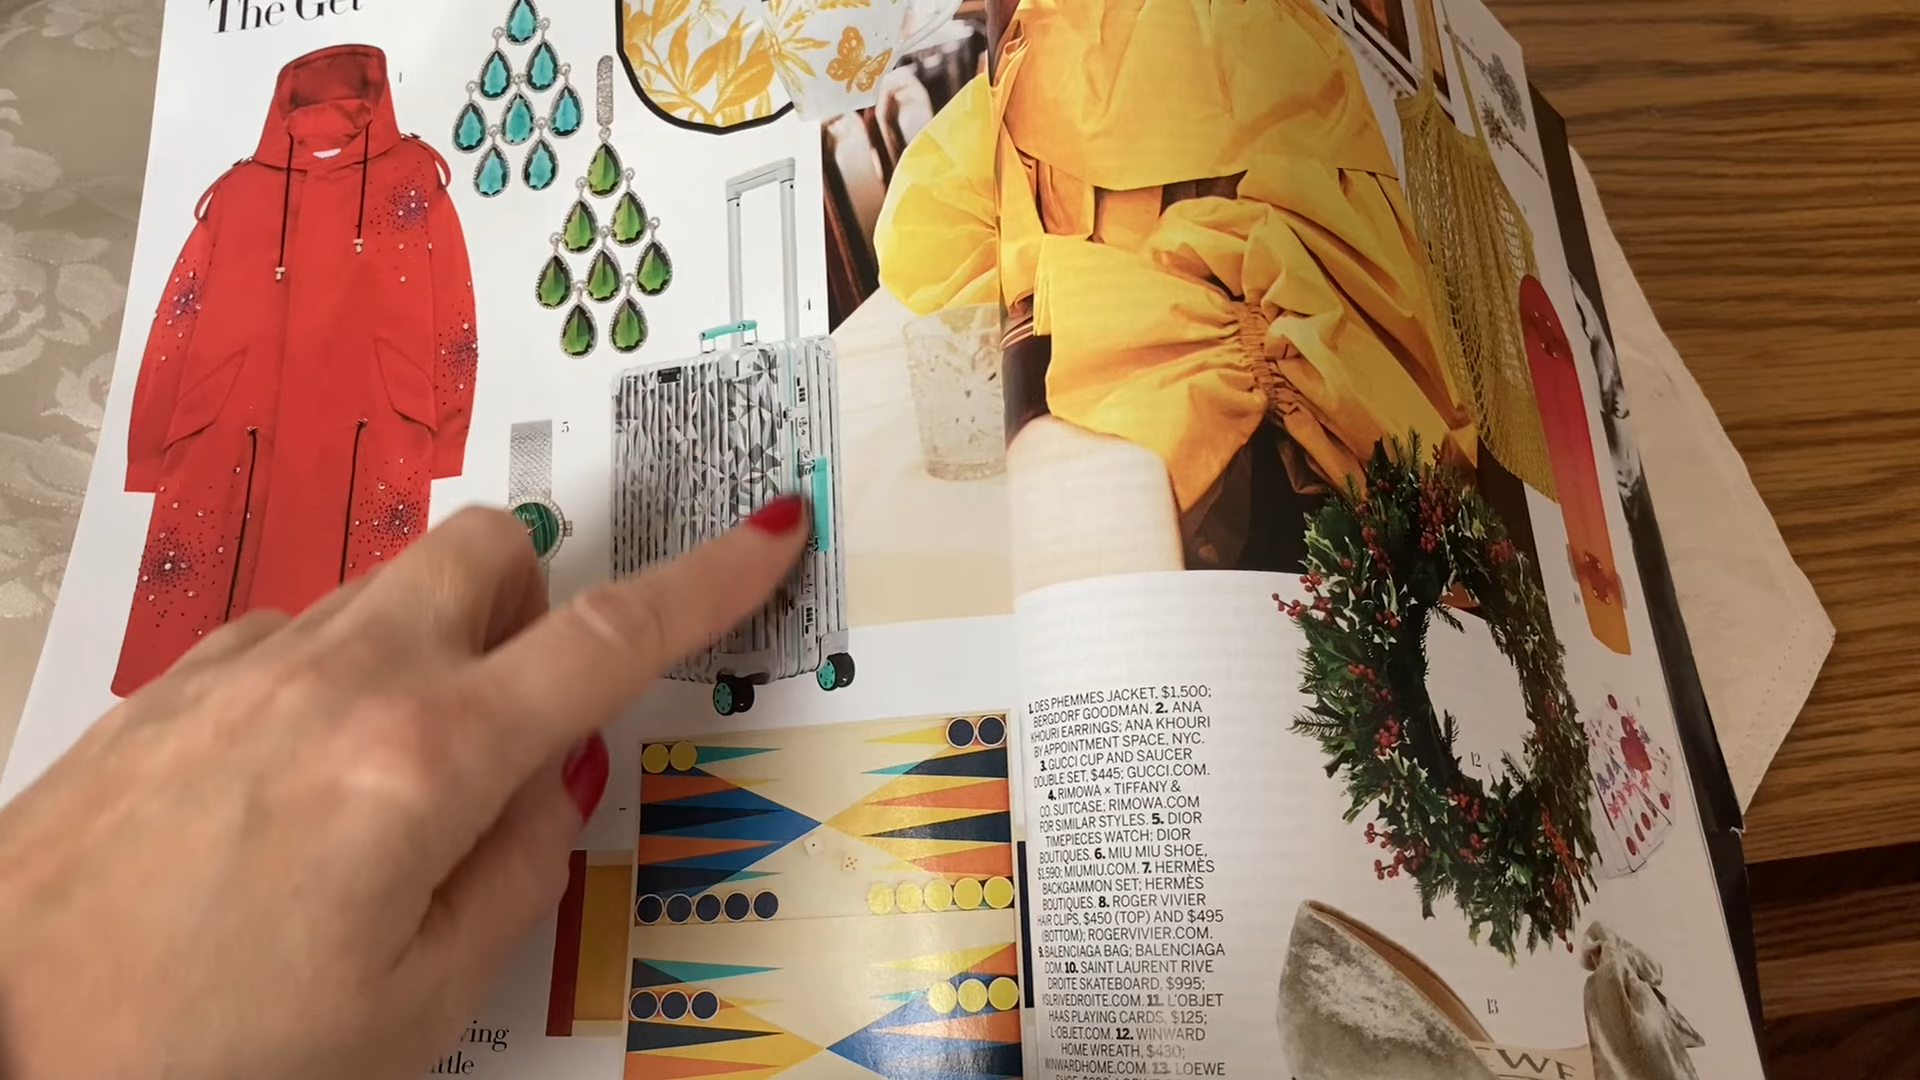 The Get
5
1. DES PHEMMES JACKET, $1,500;
BERGDORF GOODMAN. 2. ANA
KHOURI EARRINGS; ANA KHOURI
BY APPOINTMENT SPACE, NYC.
3. GUCCI CUP AND SAUCER
DOUBLE SET, $445; GUCCI.COM.
4. RIMOWA × TIFFANY &
CO. SUITCASE; RIMOWA.COM
FOR SIMILAR STYLES. 5. DIOR
TIMEPIECES WATCH; DIOR
BOUTIQUES. 6. MIU MIU SHOE,
$1,590; MIUMIU.COM. 7. HERMÈS
BACKGAMMON SET; HERMÈS
BOUTIQUES. 8. ROGER VIVIER
HAIR CLIPS, $450 (TOP) AND $495
(BOTTOM); ROGERVIVIER.COM.
9. BALENCIAGA BAG; BALENCIAGA
.COM. 10. SAINT LAURENT RIVE
DROITE SKATEBOARD, $995;
YSLRIVEDROITE.COM. 11. L'OBJET
HAAS PLAYING CARDS, $125;
L-OBJET.COM. 12. WINWARD
HOME WREATH, $430;
WINWARDHOME.COM. 13. LOEWE
12
13
EWE